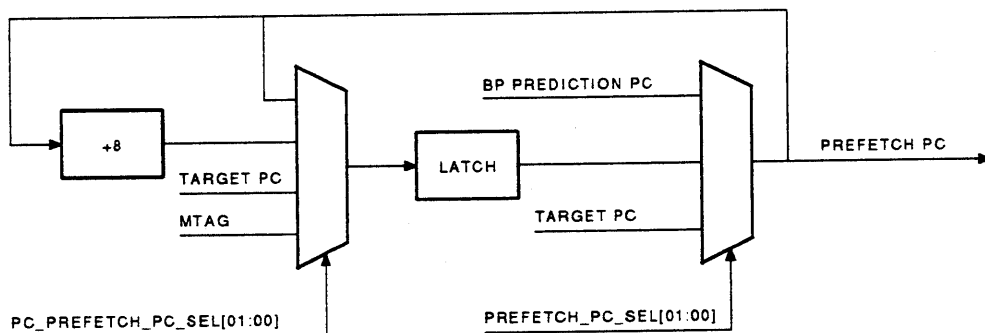 BP PREDICTION PC
+8
PREFETCH PC
LATCH
TARGET PC
MTAG
TARGET PC
PC_PREFETCH_PC_SEL[01:00]
PREFETCH_PC_SEL[01:00]